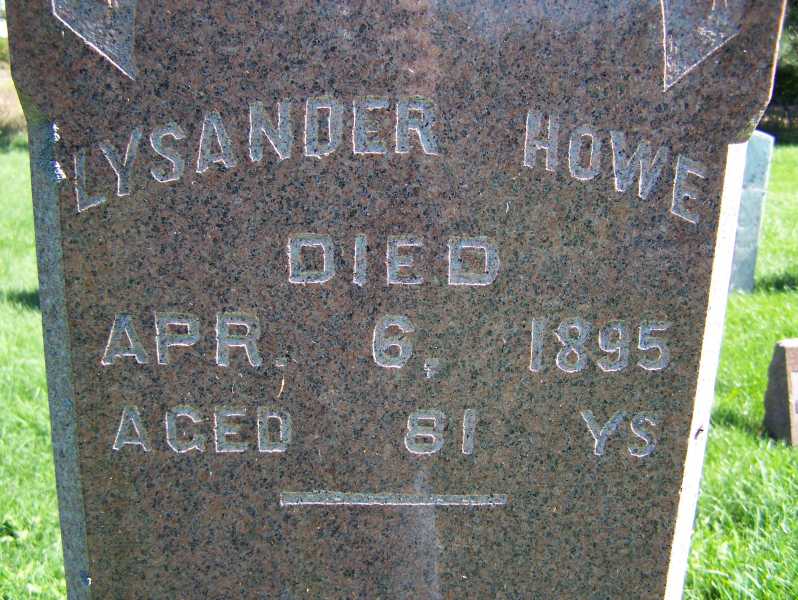 LYSANDER HOWE
DIED
APR. 6, 1895
AGED 81 YS